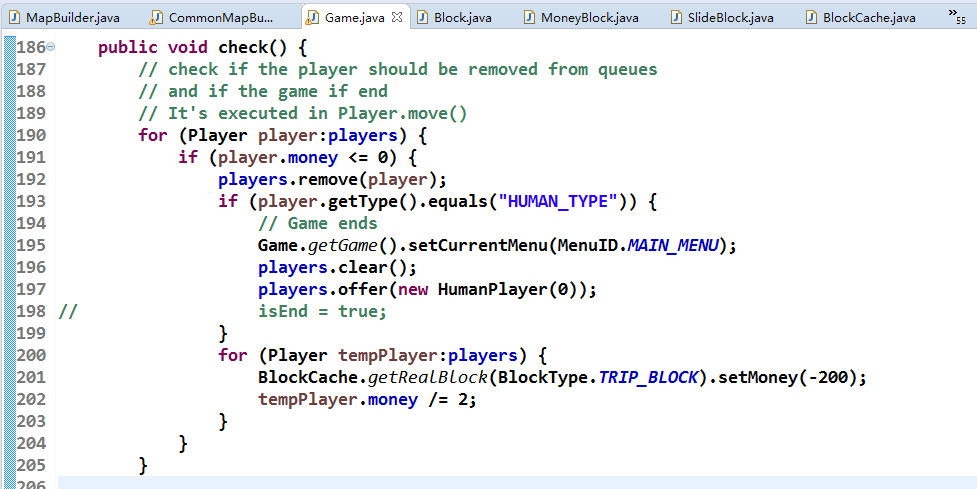 MapBuilder.java CommonMapBu... Game.java Block.java MoneyBlock.java SlideBlock.java BlockCache.java »55
186 public void check() {
187 // check if the player should be removed from queues
188 // and if the game if end
189 // It's executed in Player.move()
190 for (Player player:players) {
191 if (player.money <= 0) {
192 players.remove(player);
193 if (player.getType().equals("HUMAN_TYPE")) {
194 // Game ends
195 Game.getGame().setCurrentMenu(MenuID.MAIN_MENU);
196 players.clear();
197 players.offer(new HumanPlayer(0));
198 // isEnd = true;
199 }
200 for (Player tempPlayer:players) {
201 BlockCache.getRealBlock(BlockType.TRIP_BLOCK).setMoney(-200);
202 tempPlayer.money /= 2;
203 }
204 }
205 }
206